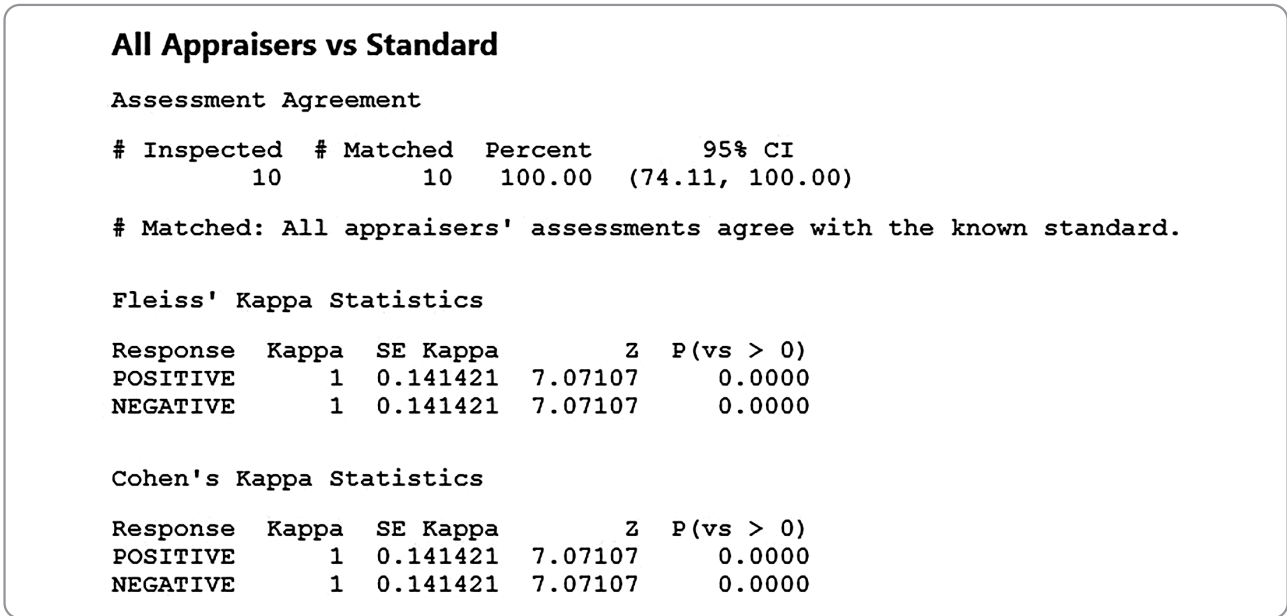 All Appraisers vs Standard
Assessment Agreement
# Inspected # Matched Percent 95% CI
10 10 100.00 (74.11, 100.00)
# Matched: All appraisers' assessments agree with the known standard.
Fleiss' Kappa Statistics
Response Kappa SE Kappa Z P(vs > 0)
POSITIVE 1 0.141421 7.07107 0.0000
NEGATIVE 1 0.141421 7.07107 0.0000
Cohen's Kappa Statistics
Response Kappa SE Kappa Z P(vs > 0)
POSITIVE 1 0.141421 7.07107 0.0000
NEGATIVE 1 0.141421 7.07107 0.0000